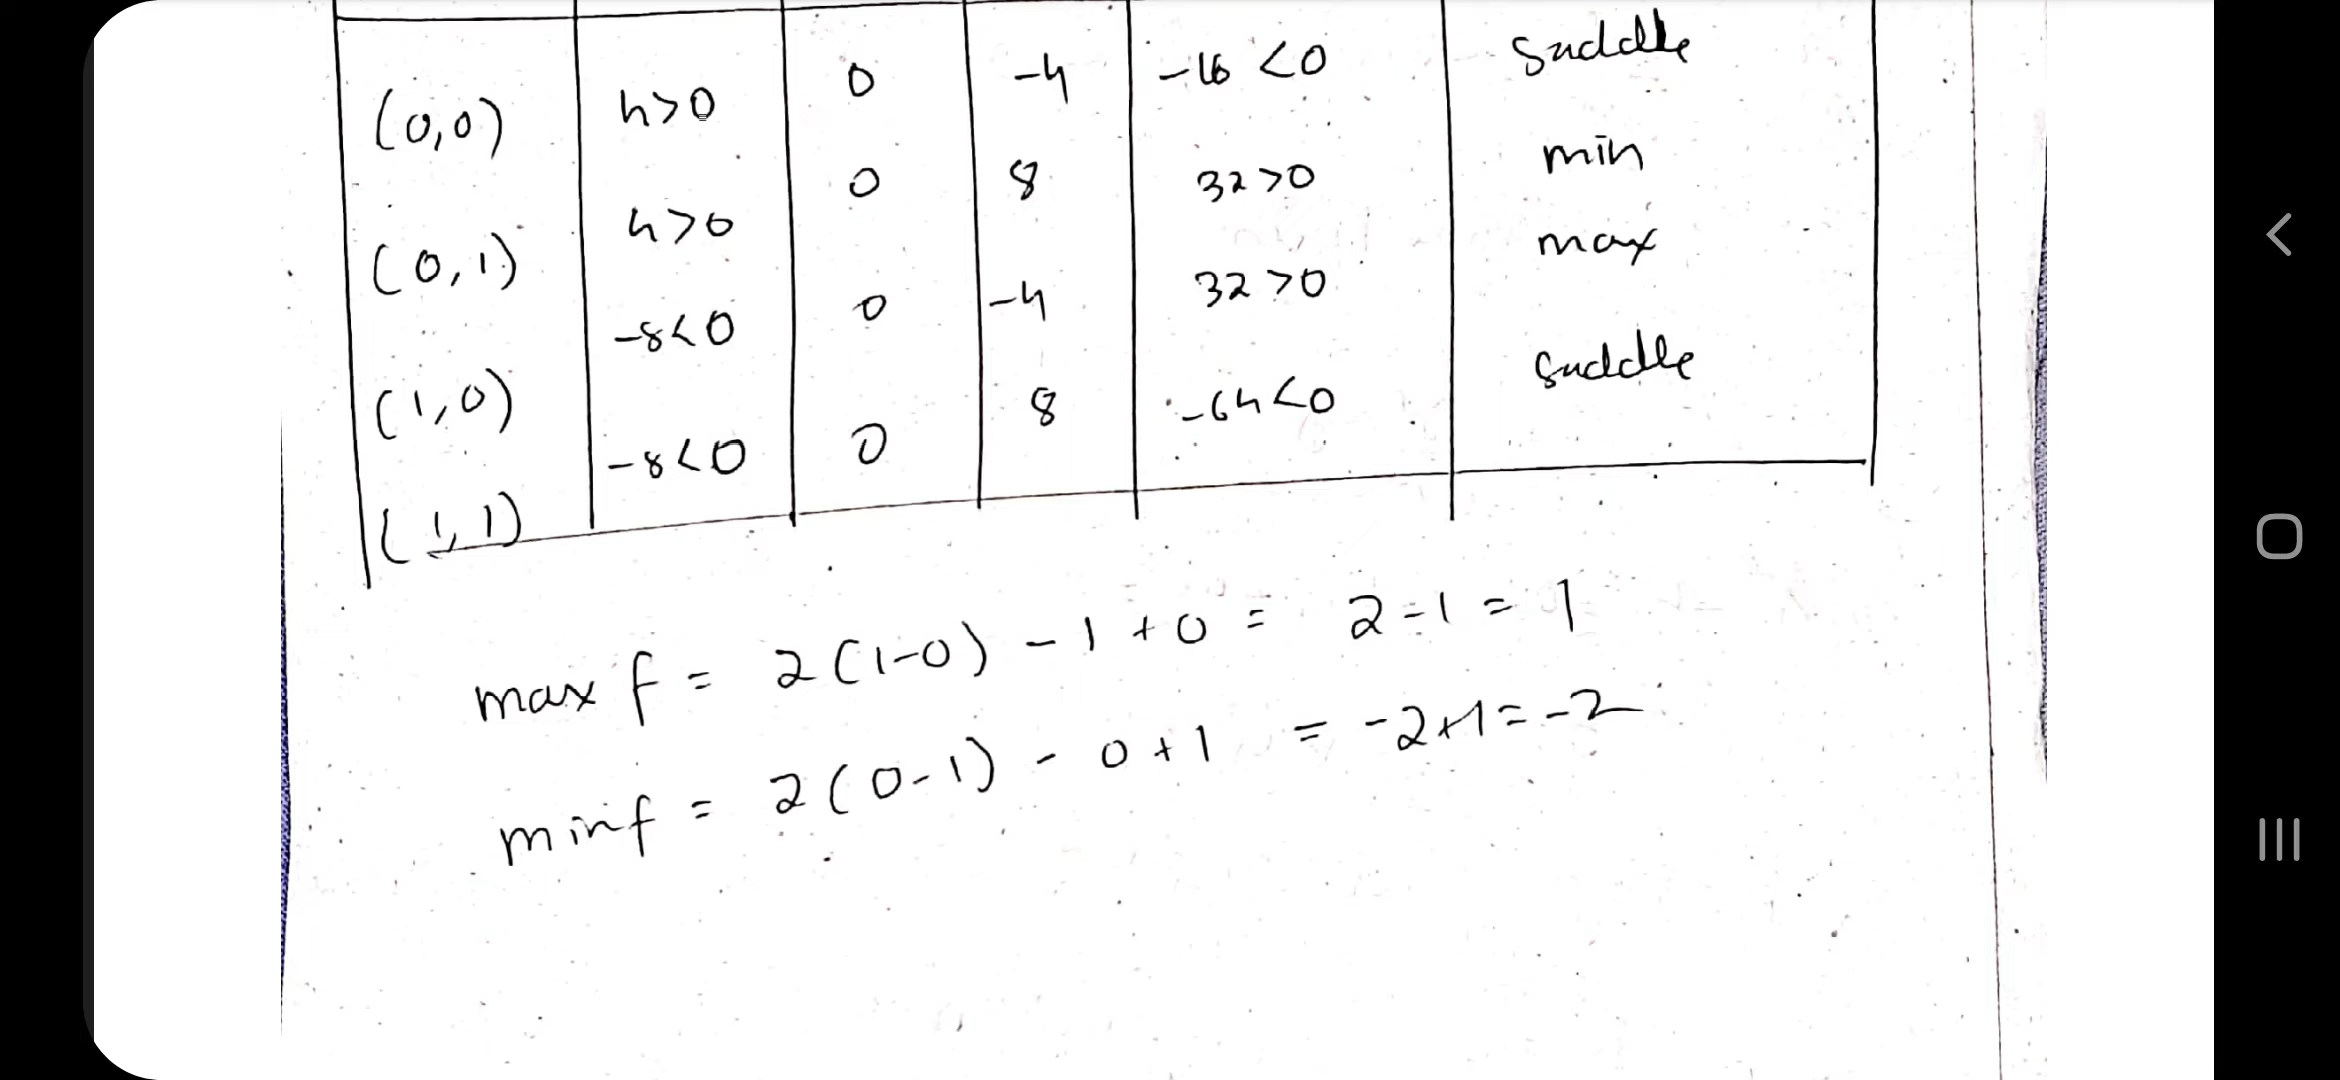 (0,0) 4>0 0 -4 -16 <0 Saddle
(0,1) 4>0 0 8 32>0 min
(1,0) -8<0 0 -4 32>0 max
(1,1) -8<0 0 8 -64<0 Saddle
max f = 2(1-0) - 1 + 0 = 2-1 = 1
min f = 2(0-1) - 0 + 1 = -2+1 = -2